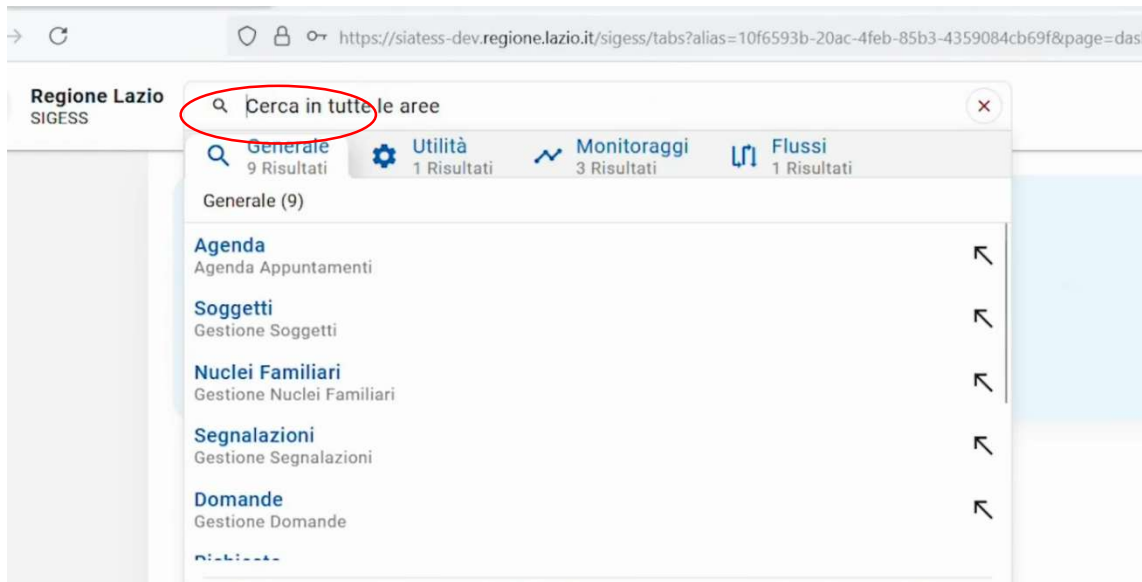 https://siatess-dev.regione.lazio.it/sigess/tabs?alias=10f6593b-20ac-4feb-85b3-4359084cb69f&page=das
Regione Lazio
SIGESS
Cerca in tutte le aree
Generale
9 Risultati
Utilità
1 Risultati
Monitoraggi
3 Risultati
Flussi
1 Risultati
Generale (9)
Agenda
Agenda Appuntamenti
Soggetti
Gestione Soggetti
Nuclei Familiari
Gestione Nuclei Familiari
Segnalazioni
Gestione Segnalazioni
Domande
Gestione Domande